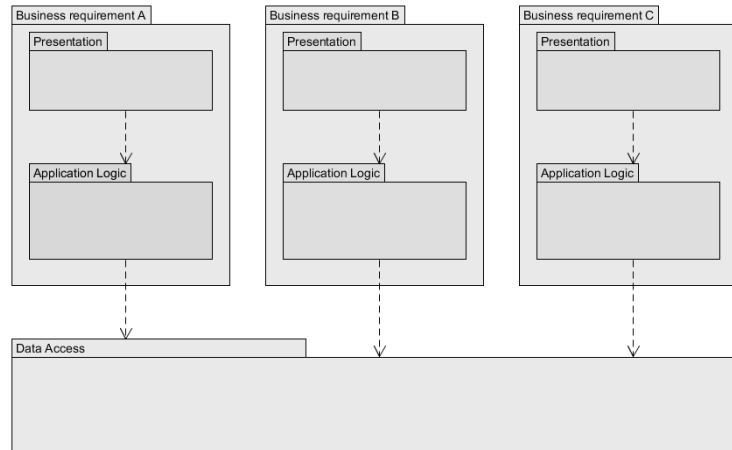 Business requirement A
Business requirement B
Business requirement C
Presentation
Presentation
Presentation
Application Logic
Application Logic
Application Logic
Data Access